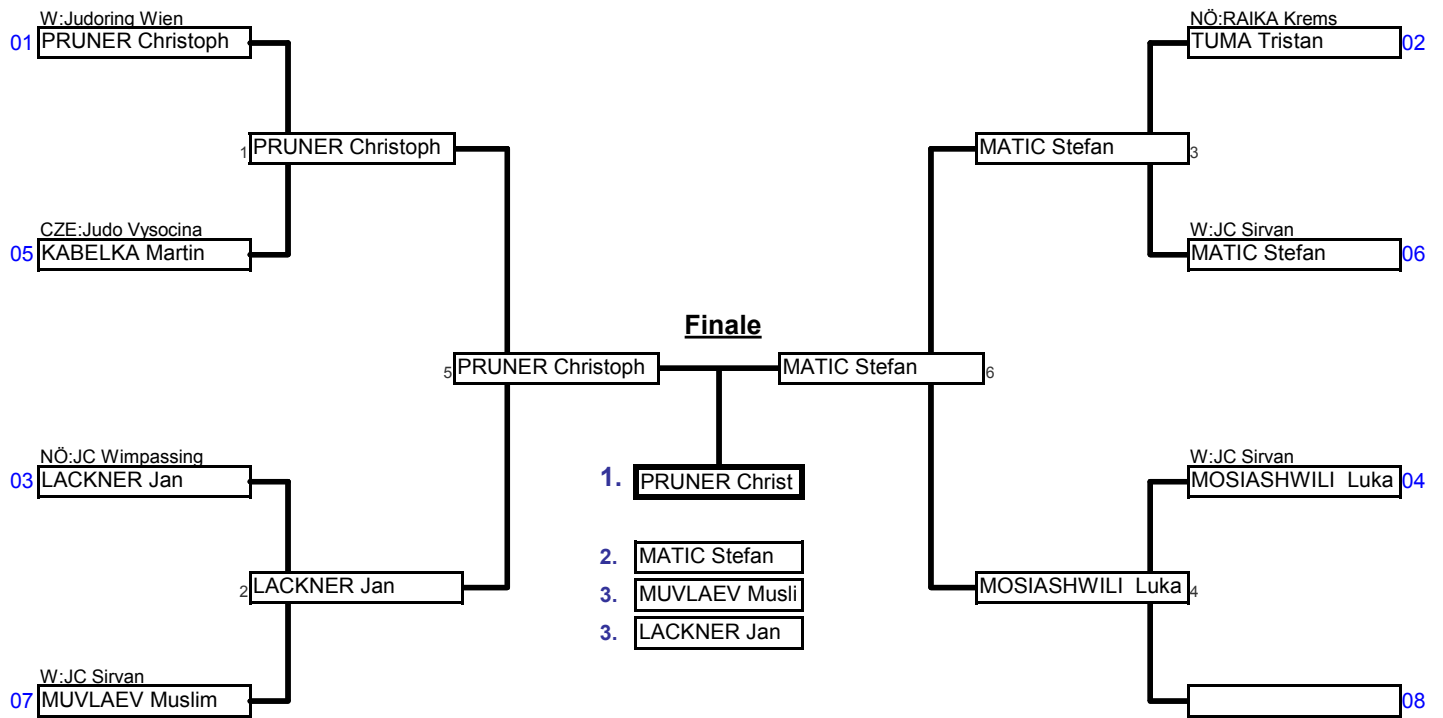 W:Judoring Wien
NÖ:RAIKA Krems
01 PRUNER Christoph
TUMA Tristan 02
1 PRUNER Christoph
MATIC Stefan 3
CZE:Judo Vysocina
W:JC Sirvan
05 KABELKA Martin
MATIC Stefan 06
Finale
5 PRUNER Christoph
MATIC Stefan 6
NÖ:JC Wimpassing
W:JC Sirvan
03 LACKNER Jan
1. PRUNER Christ
MOSIASHWILI Luka 04
2. MATIC Stefan
2 LACKNER Jan
3. MUVLAEV Musli
MOSIASHWILI Luka 4
3. LACKNER Jan
W:JC Sirvan
07 MUVLAEV Muslim
08